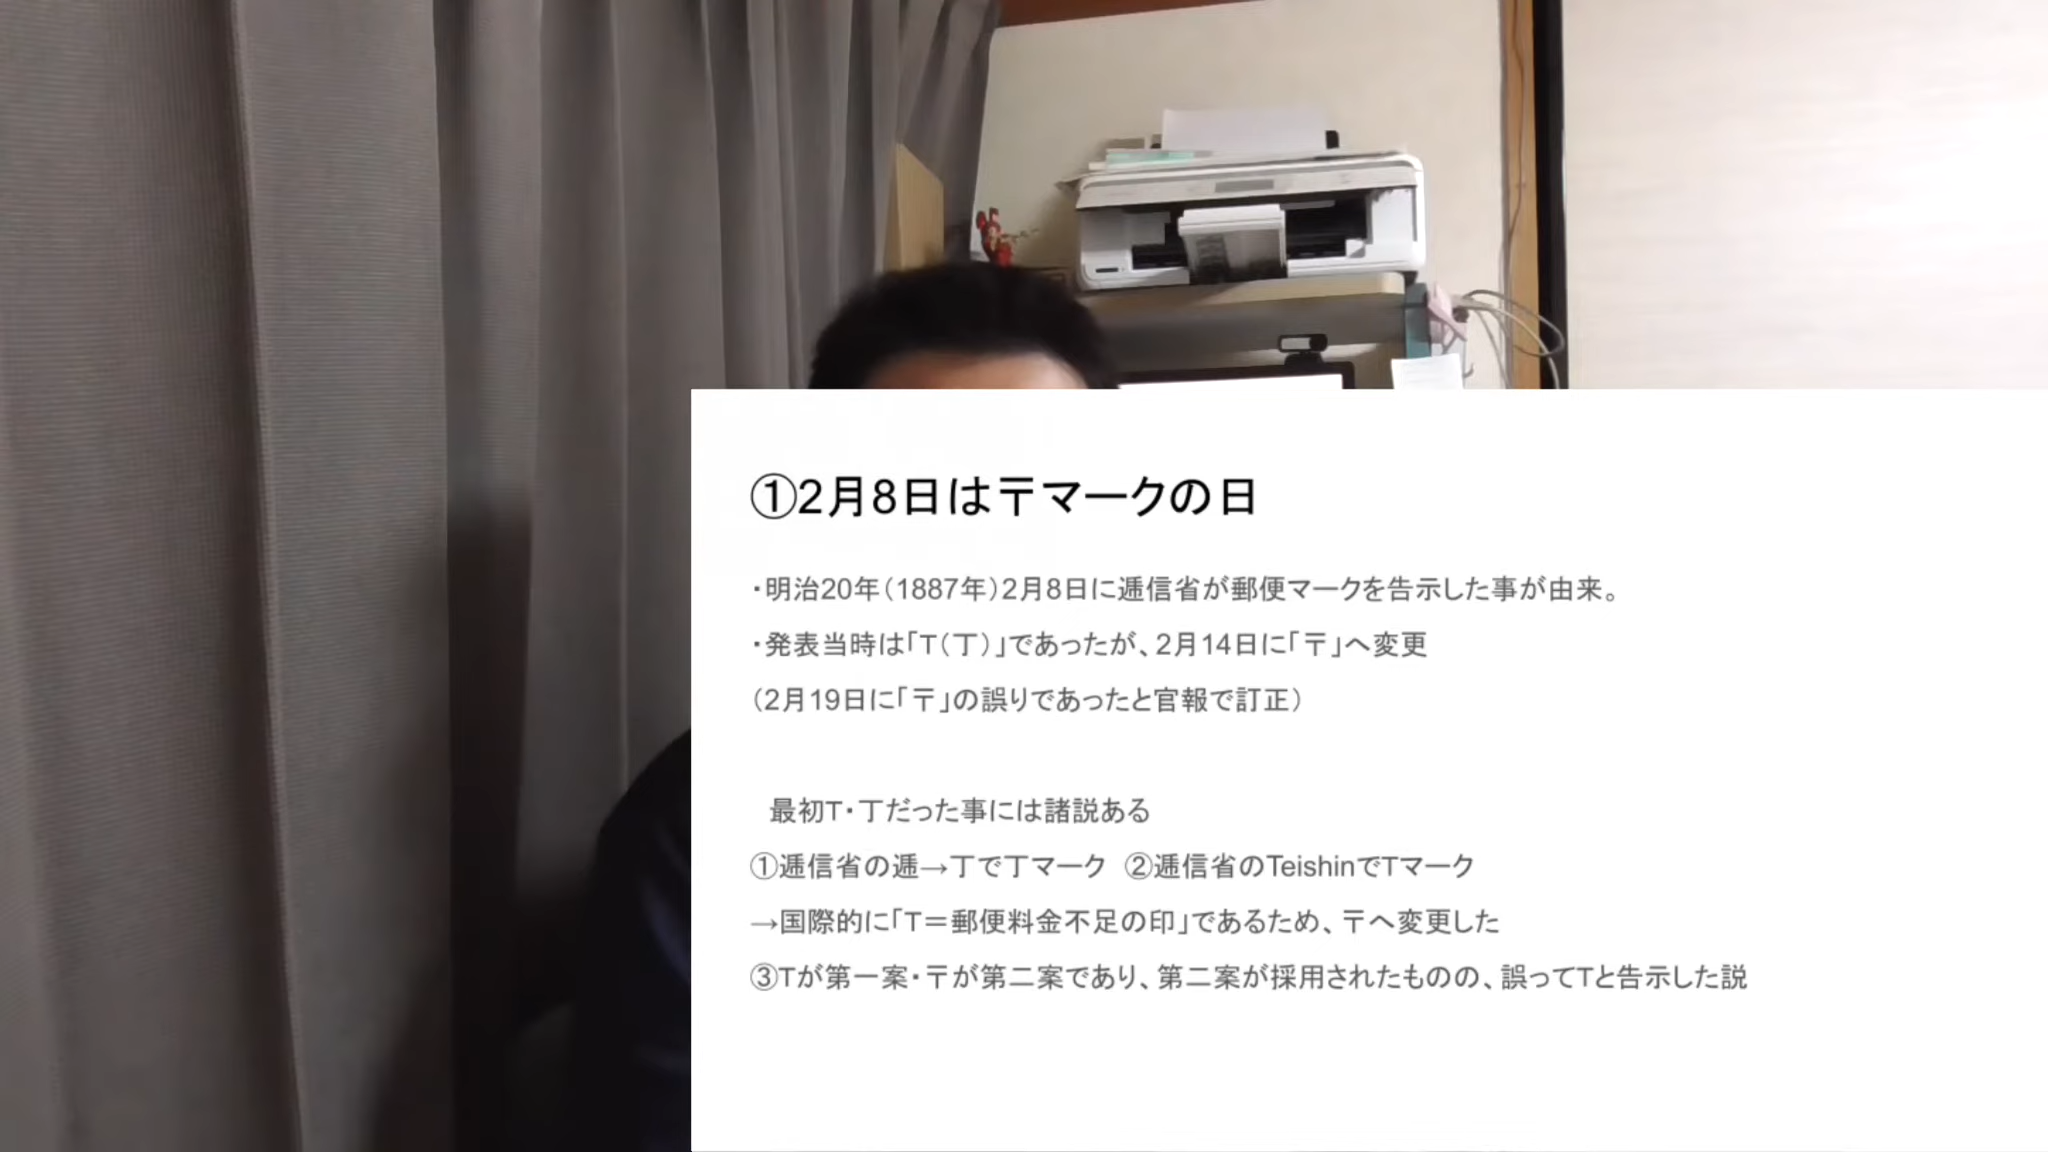 ①2月8日は〒マークの日
・明治20年（1887年）2月8日に逓信省が郵便マークを告示した事が由来。
・発表当時は「T（丁）」であったが、2月14日に「〒」へ変更
（2月19日に「〒」の誤りであったと官報で訂正）
最初T・丁だった事には諸説ある
①逓信省の逓→丁で丁マーク ②逓信省のTeishinでTマーク
→国際的に「T＝郵便料金不足の印」であるため、〒へ変更した
③Tが第一案・〒が第二案であり、第二案が採用されたものの、誤ってTと告示した説